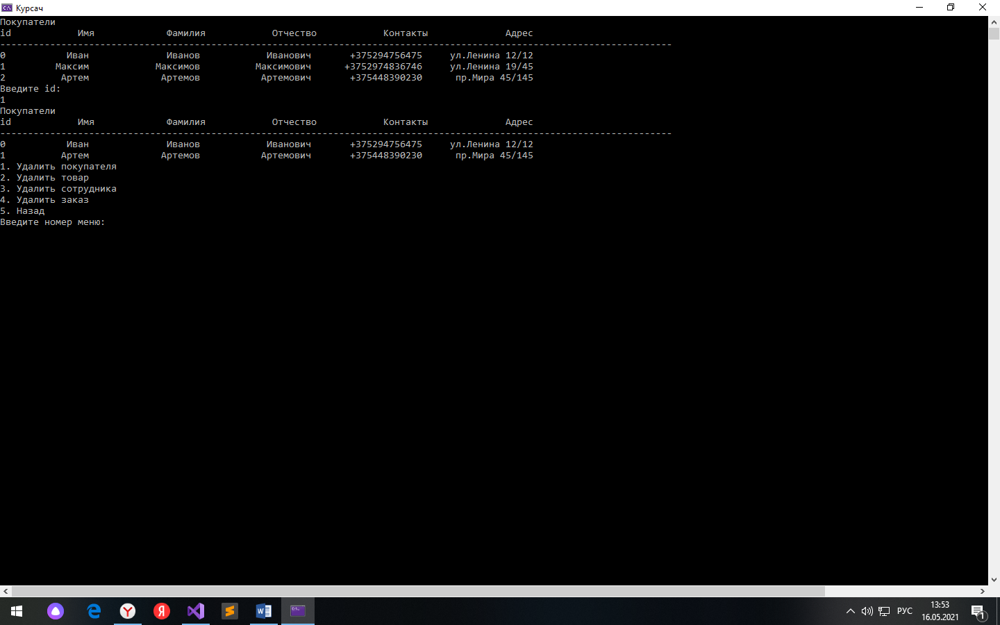 Курсач
Покупатели
id Имя Фамилия Отчество Контакты Адрес
-------------------------------------------------------------------------------------------------------------------------
0 Иван Иванов Иванович +375294756475 ул.Ленина 12/12
1 Максим Максимов Максимович +3752974836746 ул.Ленина 19/45
2 Артем Артемов Артемович +375448390230 пр.Мира 45/145
Введите id:
1
Покупатели
id Имя Фамилия Отчество Контакты Адрес
-------------------------------------------------------------------------------------------------------------------------
0 Иван Иванов Иванович +375294756475 ул.Ленина 12/12
1 Артем Артемов Артемович +375448390230 пр.Мира 45/145
1. Удалить покупателя
2. Удалить товар
3. Удалить сотрудника
4. Удалить заказ
5. Назад
Введите номер меню:
РУС
13:53
16.05.2021
1